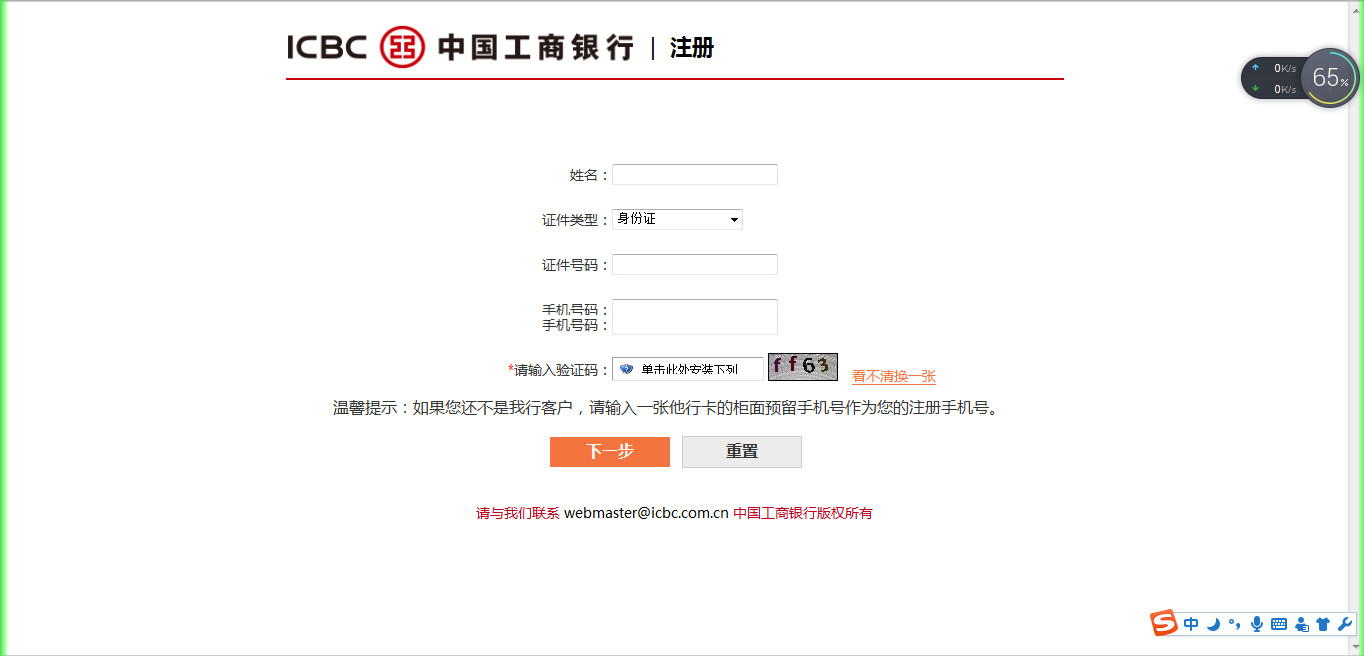 ICBC 中国工商银行 | 注册
0K/s
0K/s
65%
姓名：
证件类型： 身份证
证件号码：
手机号码：
手机号码：
*请输入验证码： 单击此处安装下列 ff63 看不清换一张
温馨提示：如果您还不是我行客户，请输入一张他行卡的柜面预留手机号作为您的注册手机号。
下一步 重置
请与我们联系 webmaster@icbc.com.cn 中国工商银行版权所有
S 中